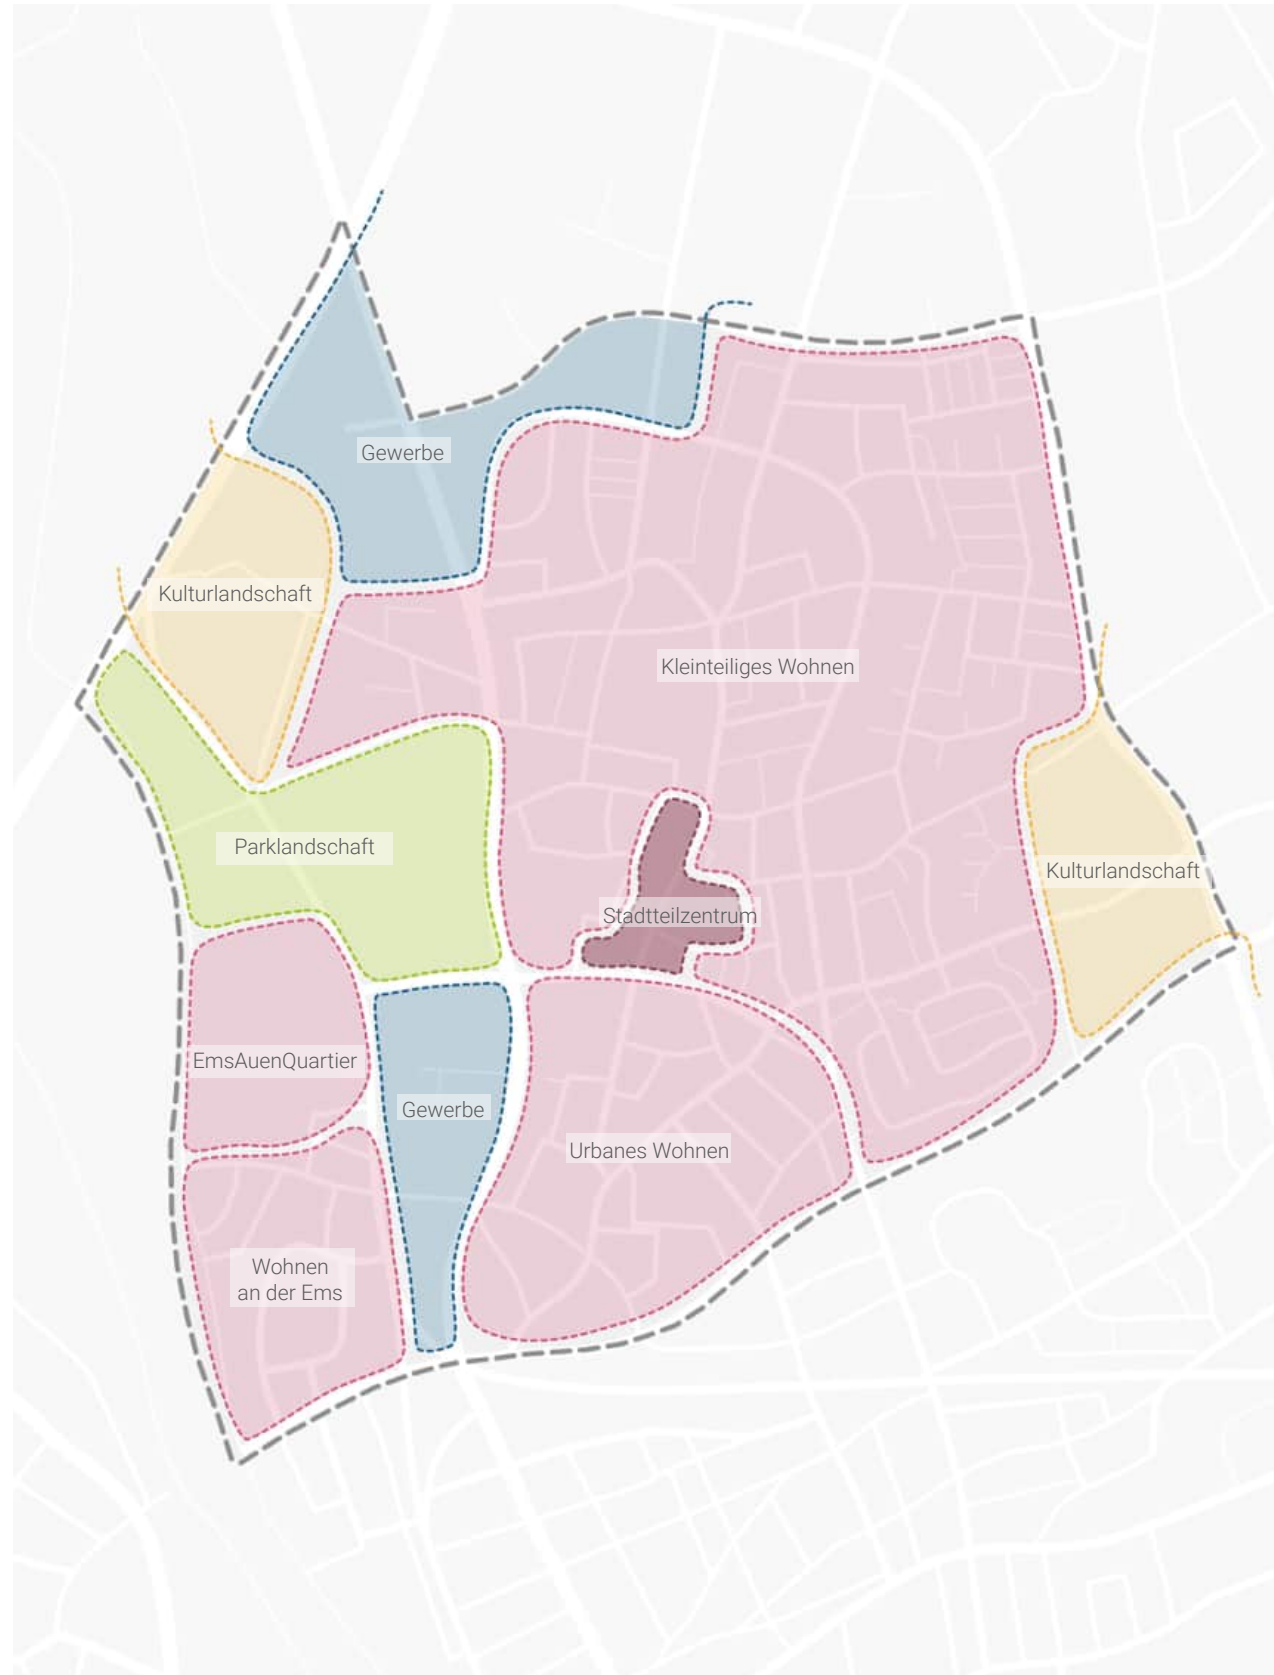 Gewerbe
Kulturlandschaft
Kleinteiliges Wohnen
Parklandschaft
Kulturlandschaft
Stadtteilzentrum
EmsAuenQuartier
Gewerbe
Urbanes Wohnen
Wohnen
an der Ems